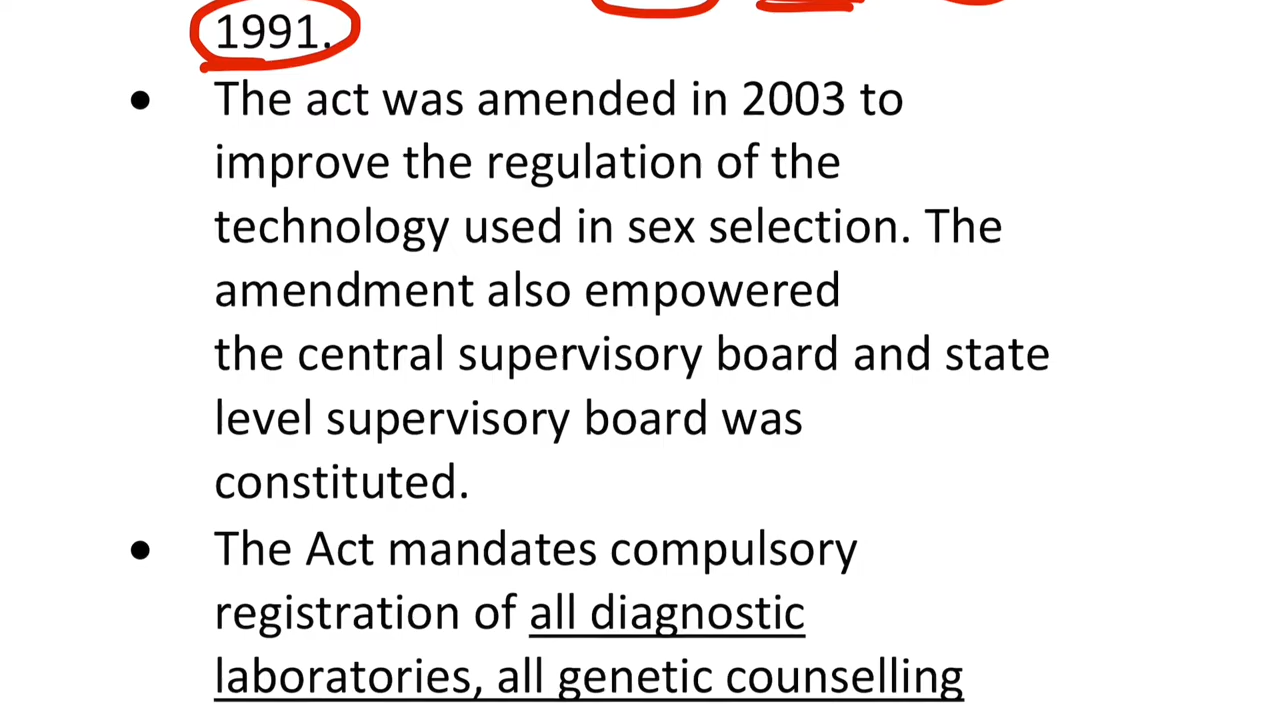 1991.
• The act was amended in 2003 to
improve the regulation of the
technology used in sex selection. The
amendment also empowered
the central supervisory board and state
level supervisory board was
constituted.
• The Act mandates compulsory
registration of all diagnostic
laboratories, all genetic counselling